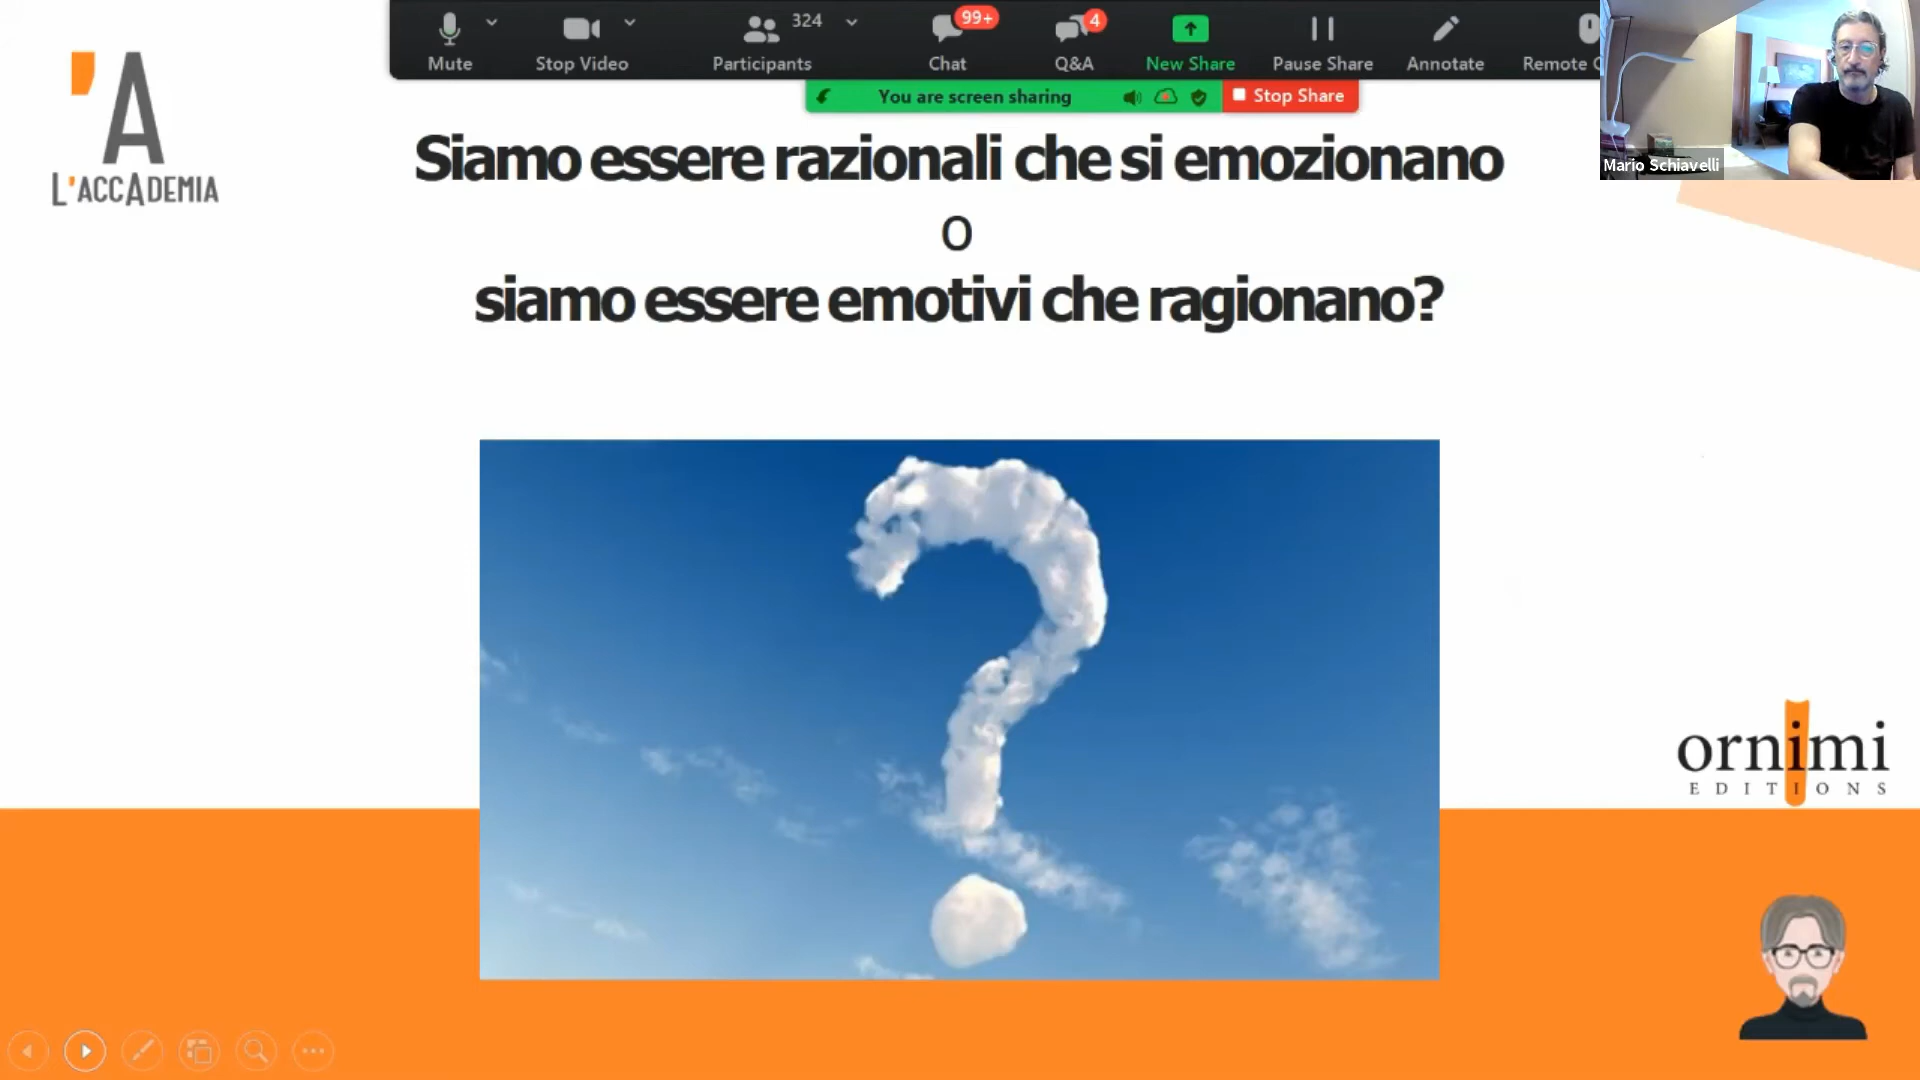 324
99+
4
Mute
Stop Video
Participants
Chat
Q&A
New Share
Pause Share
Annotate
Remote C
You are screen sharing
Stop Share
Mario Schiavelli
'A
L'ACCADEMIA
Siamo essere razionali che si emozionano
O
siamo essere emotivi che ragionano?
ornimi
EDITIONS